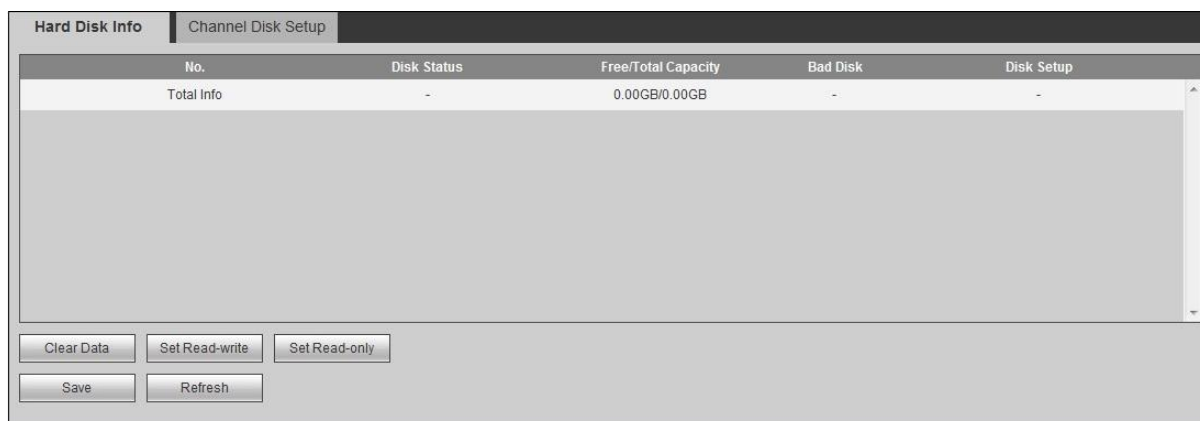 Hard Disk Info Channel Disk Setup
No. Disk Status Free/Total Capacity Bad Disk Disk Setup
Total Info - 0.00GB/0.00GB - -
Clear Data Set Read-write Set Read-only
Save Refresh